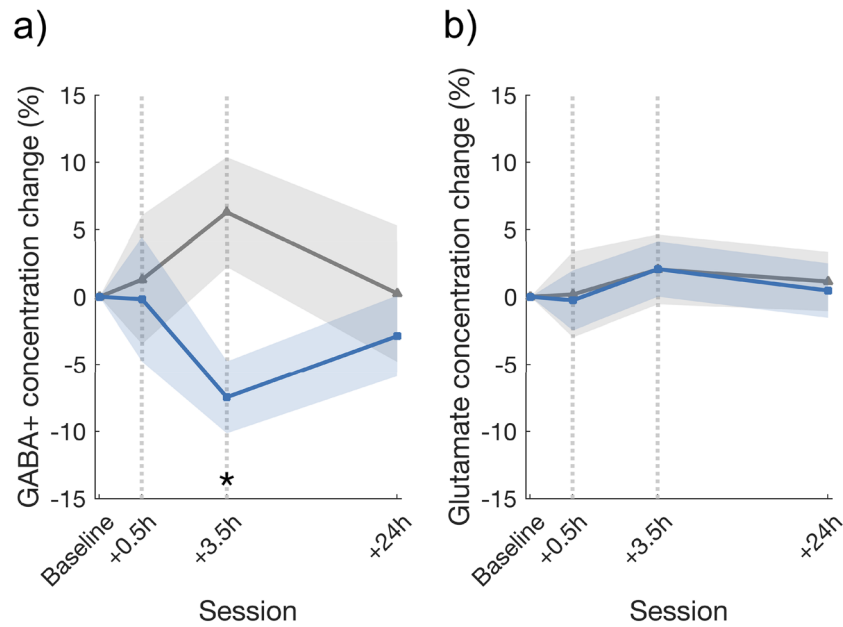 a)
GABA+ concentration change (%)
15
10
5
0
-5
-10
-15
*
Baseline
+0.5h
+3.5h
+24h
Session
b)
Glutamate concentration change (%)
15
10
5
0
-5
-10
-15
Baseline
+0.5h
+3.5h
+24h
Session